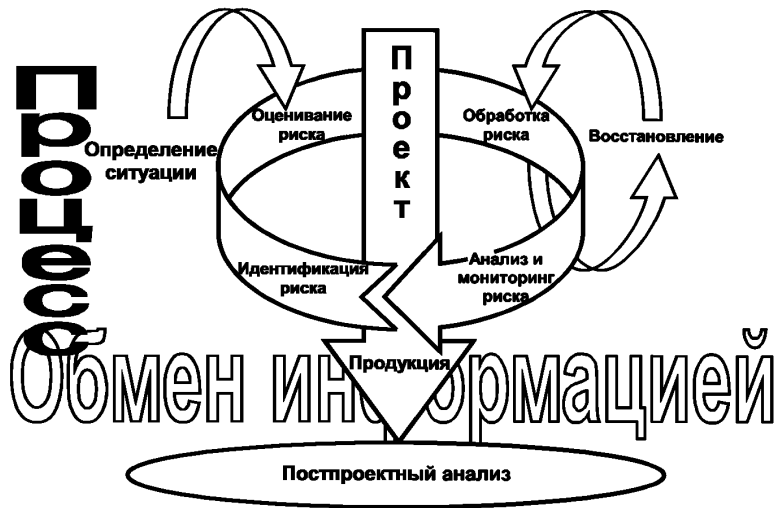 Процесс
Проект
Оценивание
риска
Обработка
риска
Определение
ситуации
Восстановление
Идентификация
риска
Анализ и
мониторинг
риска
Продукция
Обмен информацией
Постпроектный анализ